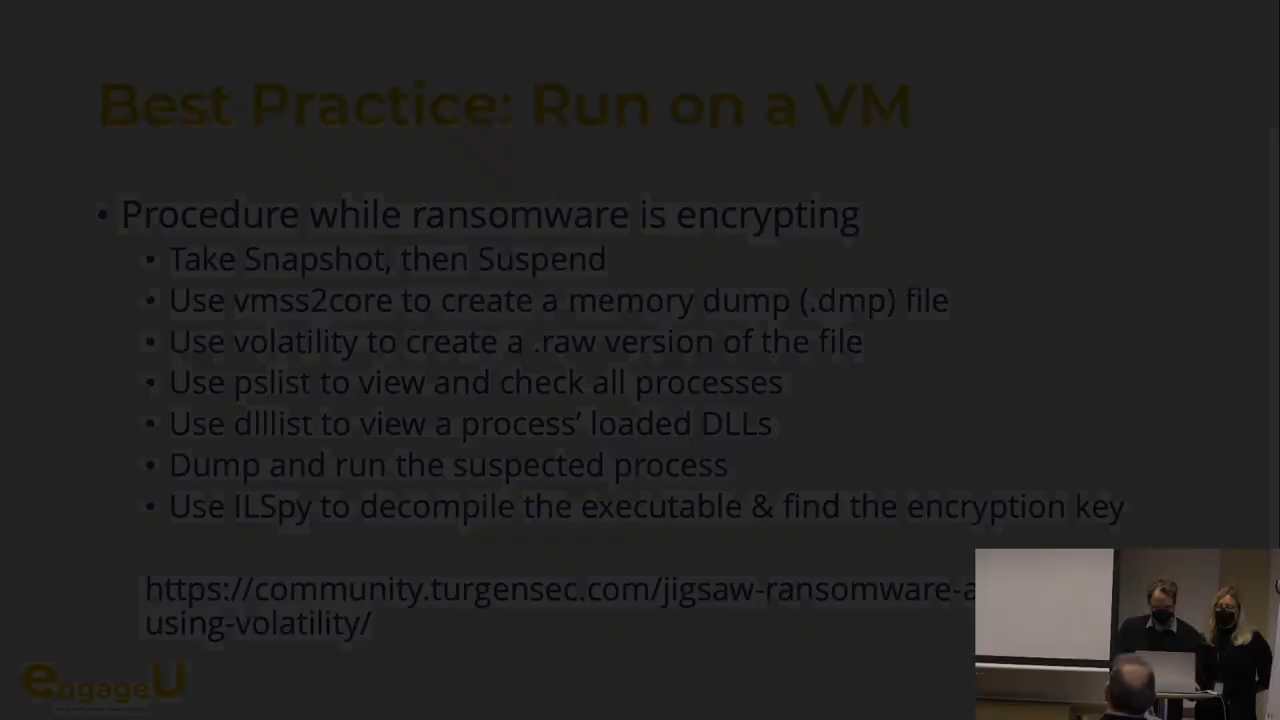 Best Practice: Run on a VM
• Procedure while ransomware is encrypting
• Take Snapshot, then Suspend
• Use vmss2core to create a memory dump (.dmp) file
• Use volatility to create a .raw version of the file
• Use pslist to view and check all processes
• Use dlllist to view a process’ loaded DLLs
• Dump and run the suspected process
• Use ILSpy to decompile the executable & find the encryption key
https://community.turgensec.com/jigsaw-ransomware-a
using-volatility/
engageU